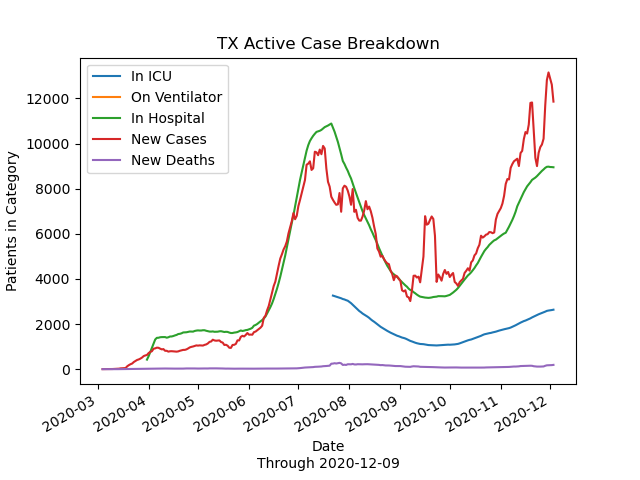 TX Active Case Breakdown
In ICU
On Ventilator
In Hospital
New Cases
New Deaths
Patients in Category
12000
10000
8000
6000
4000
2000
0
2020-03
2020-04
2020-05
2020-06
2020-07
2020-08
2020-09
2020-10
2020-11
2020-12
Date
Through 2020-12-09